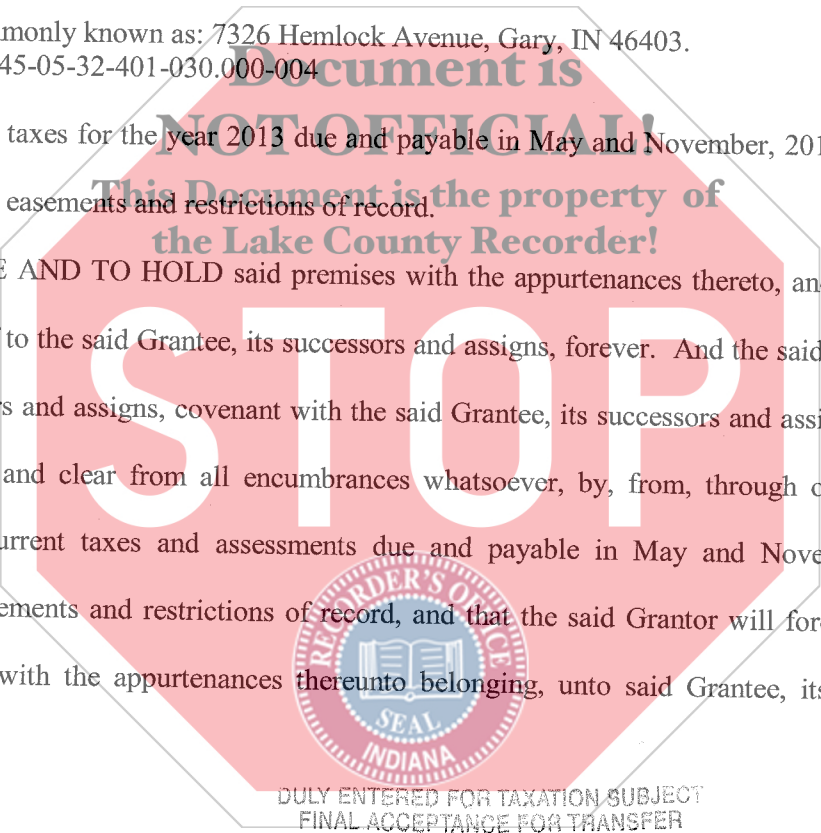 monly known as: 7326 Hemlock Avenue, Gary, IN 46403.
45-05-32-401-030.000-004
Document is
taxes for the year 2013 due and payable in May and November, 201
NOT OFFICIAL!
This Document is the property of
easements and restrictions of record.
the Lake County Recorder!
E AND TO HOLD said premises with the appurtenances thereto, an
to the said Grantee, its successors and assigns, forever. And the said
STOP
s and assigns, covenant with the said Grantee, its successors and assi
and clear from all encumbrances whatsoever, by, from, through o
urrent taxes and assessments due and payable in May and Nove
ements and restrictions of record, and that the said Grantor will for
with the appurtenances thereunto belonging, unto said Grantee, its
RECORDER'S OFFICE
SEAL
INDIANA
DULY ENTERED FOR TAXATION SUBJECT
FINAL ACCEPTANCE FOR TRANSFER